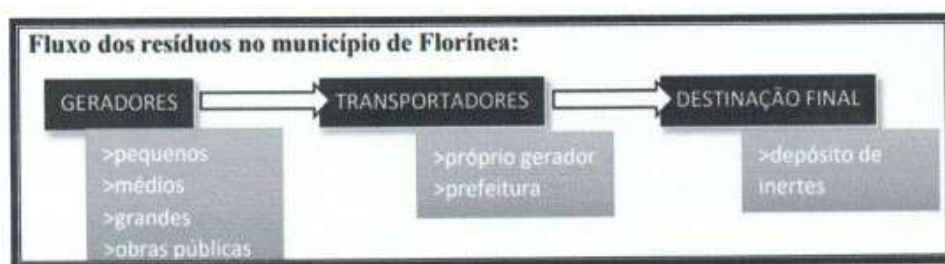 Fluxo dos resíduos no município de Florínea:
GERADORES
>pequenos
>médios
>grandes
>obras públicas
TRANSPORTADORES
>próprio gerador
>prefeitura
DESTINAÇÃO FINAL
>depósito de
inertes